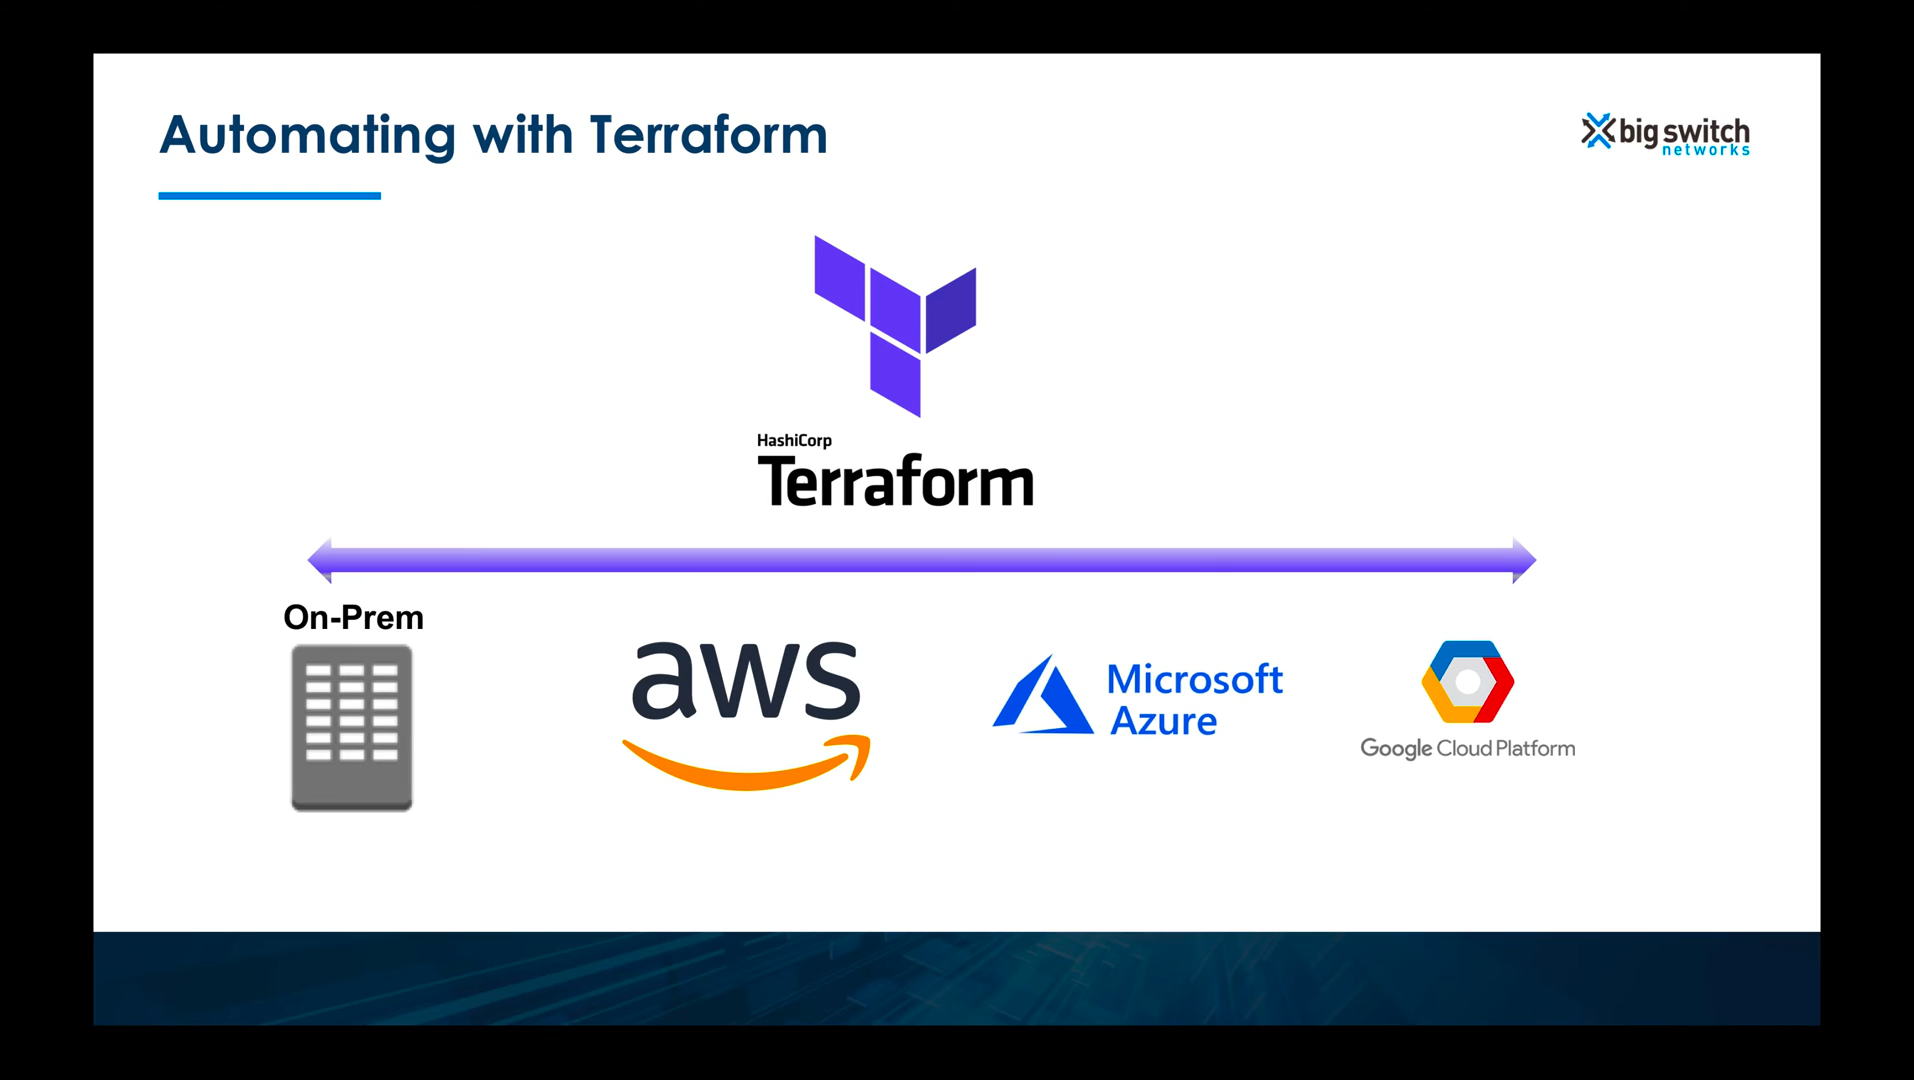 Automating with Terraform
big switch
networks
HashiCorp
Terraform
On-Prem
aws
Microsoft
Azure
Google Cloud Platform